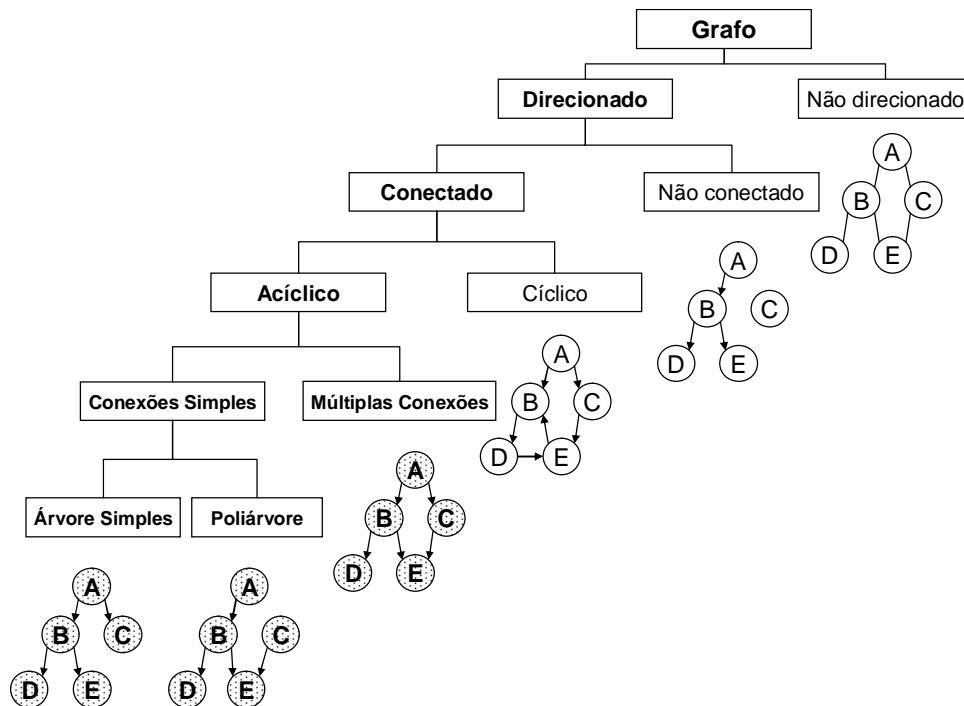 Grafo
Direcionado
Não direcionado
Conectado
Não conectado
Acíclico
Cíclico
Conexões Simples
Múltiplas Conexões
Árvore Simples
Poliárvore
A
B
C
D
E
A
B
C
D
E
A
B
C
D
E
A
B
C
D
E
A
B
C
D
E
A
B
C
D
E